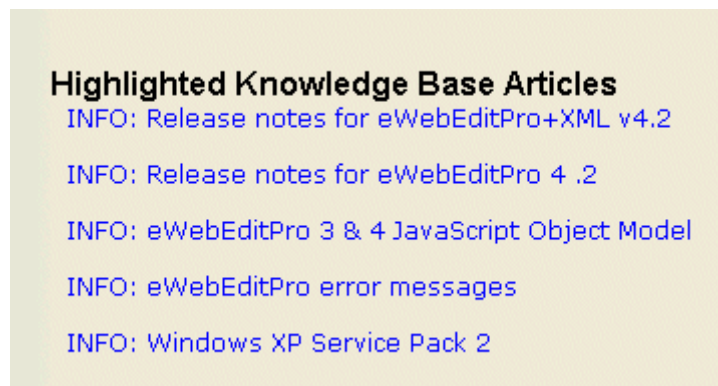 Highlighted Knowledge Base Articles
INFO: Release notes for eWebEditPro+XML v4.2
INFO: Release notes for eWebEditPro 4 .2
INFO: eWebEditPro 3 & 4 JavaScript Object Model
INFO: eWebEditPro error messages
INFO: Windows XP Service Pack 2